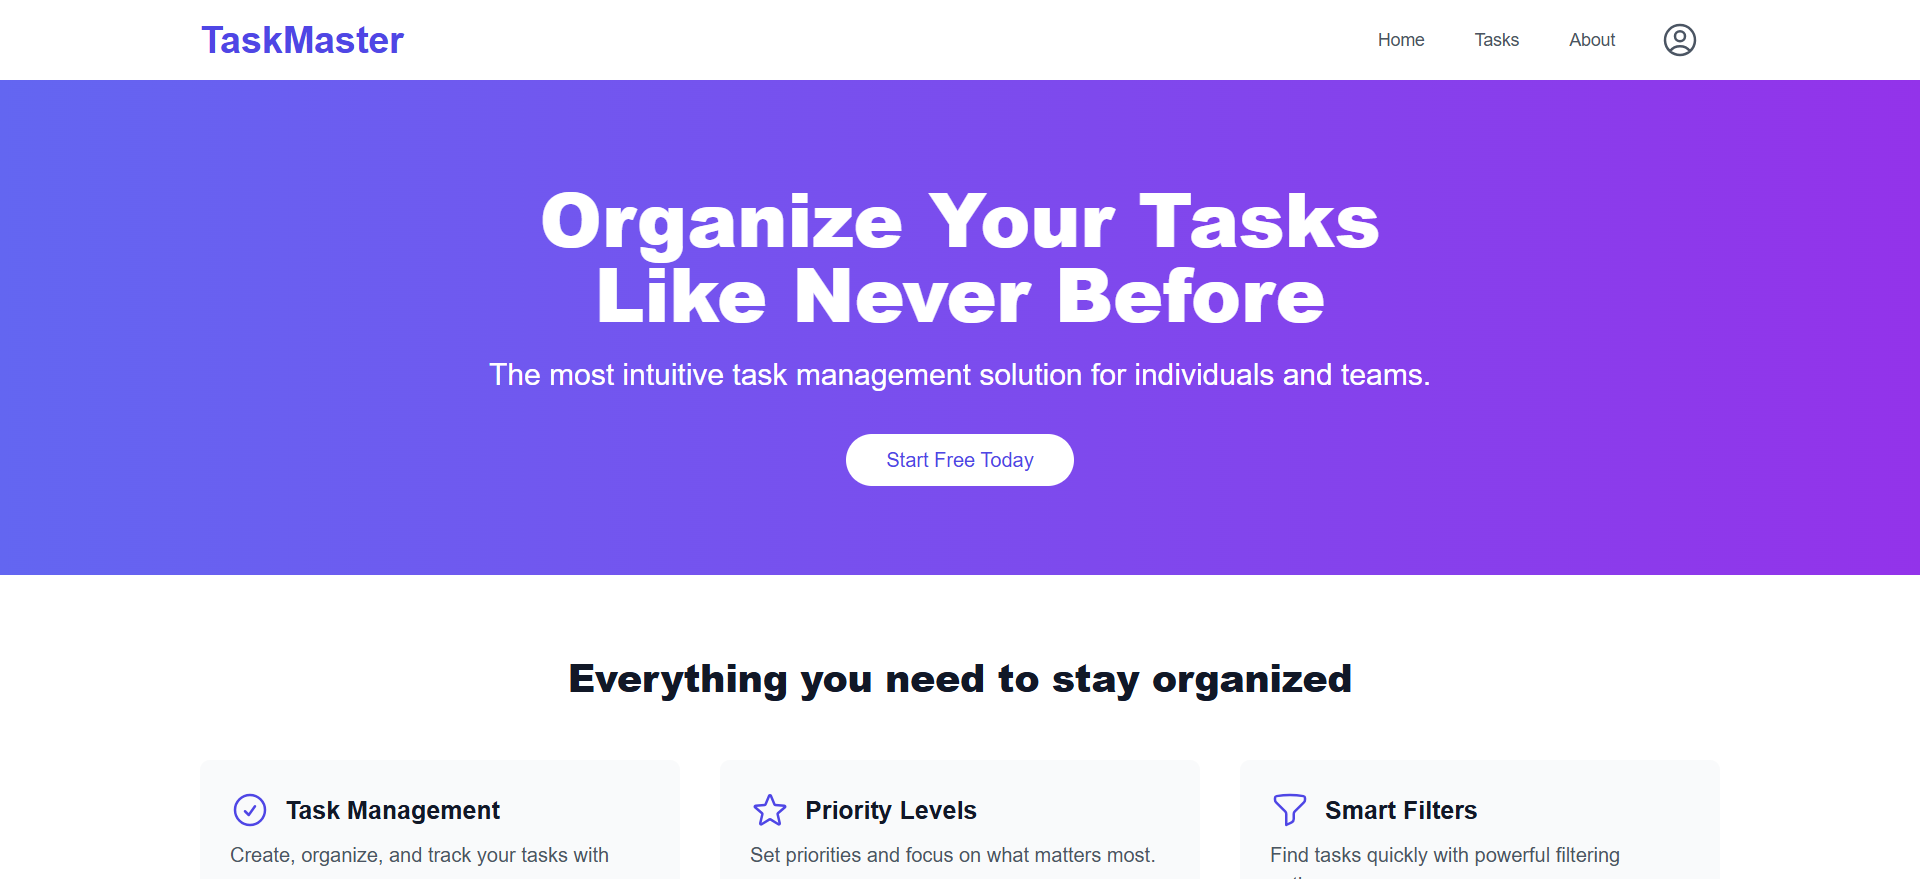 TaskMaster
Home Tasks About
Organize Your Tasks
Like Never Before
The most intuitive task management solution for individuals and teams.
Start Free Today
Everything you need to stay organized
Task Management
Create, organize, and track your tasks with
Priority Levels
Set priorities and focus on what matters most.
Smart Filters
Find tasks quickly with powerful filtering